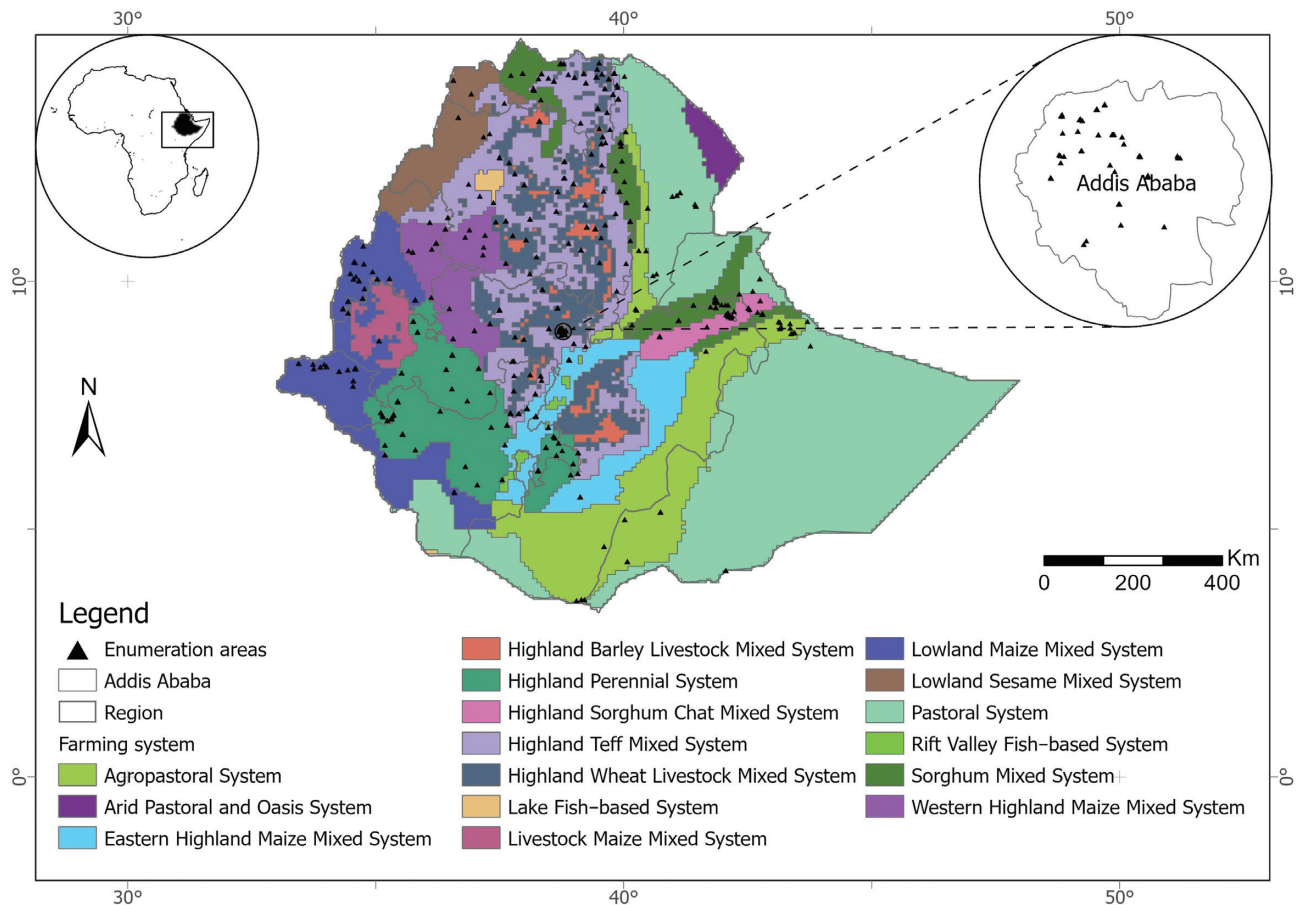 30°
40°
50°
10°
10°
Addis Ababa
N
Km
0
200
400
Legend
Enumeration areas
Addis Ababa
Region
Farming system
Agropastoral System
Arid Pastoral and Oasis System
Eastern Highland Maize Mixed System
Highland Barley Livestock Mixed System
Highland Perennial System
Highland Sorghum Chat Mixed System
Highland Teff Mixed System
Highland Wheat Livestock Mixed System
Lake Fish-based System
Livestock Maize Mixed System
Lowland Maize Mixed System
Lowland Sesame Mixed System
Pastoral System
Rift Valley Fish-based System
Sorghum Mixed System
Western Highland Maize Mixed System
0°
0°
30°
40°
50°